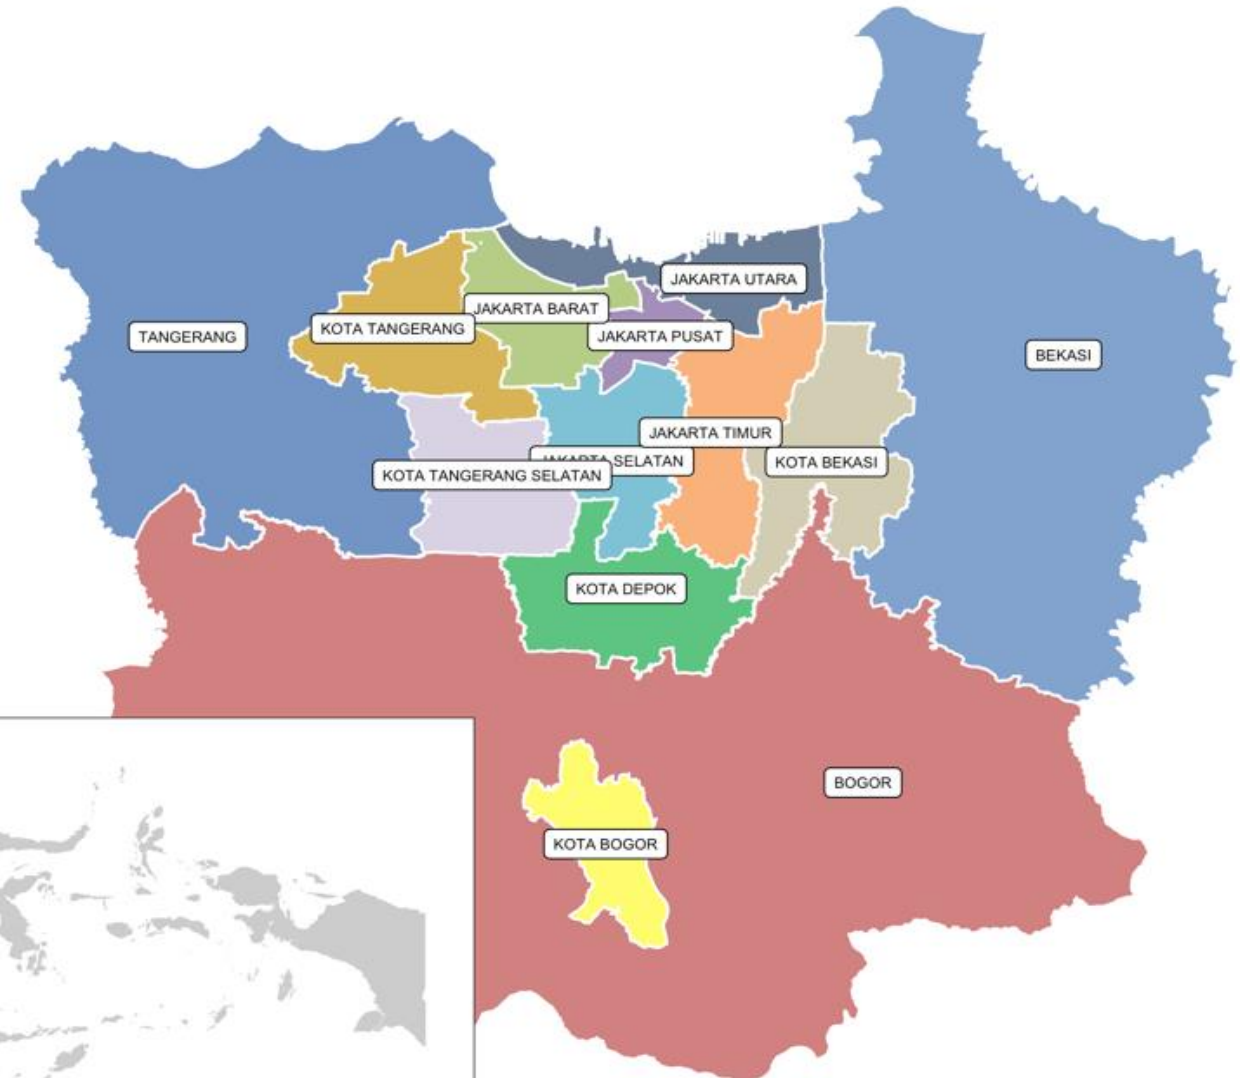 JAKARTA UTARA
JAKARTA BARAT
KOTA TANGERANG
TANGERANG
JAKARTA PUSAT
BEKASI
JAKARTA TIMUR
JAKARTA SELATAN
KOTA BEKASI
KOTA TANGERANG SELATAN
KOTA DEPOK
BOGOR
KOTA BOGOR